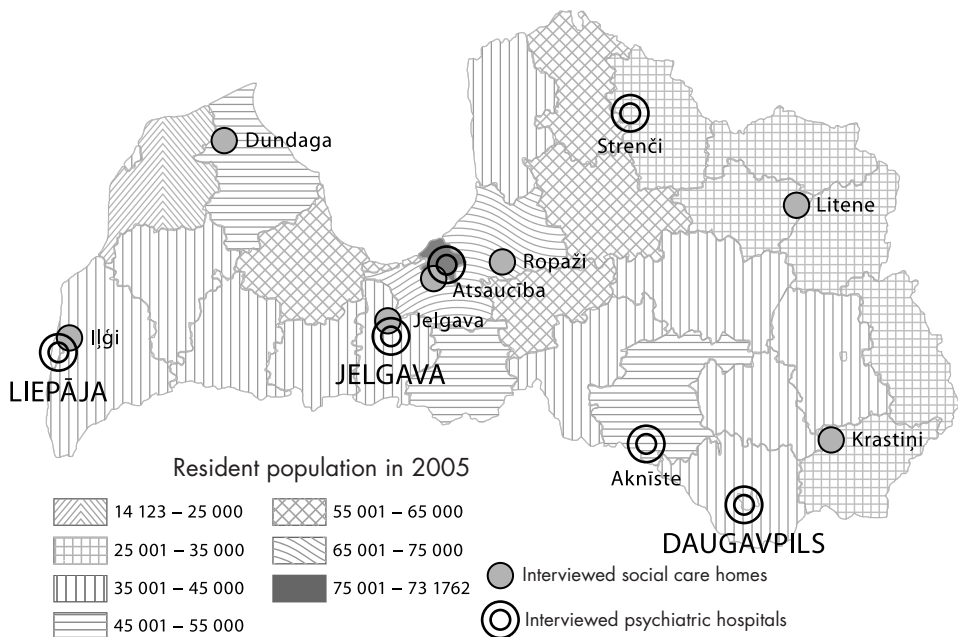 Dundaga
Strenči
Litene
Ropaži
Atsaucība
Jelgava
Iļģi
LIEPĀJA
JELGAVA
Krastiņi
Aknīste
DAUGAVPILS
Resident population in 2005
14 123 – 25 000
25 001 – 35 000
35 001 – 45 000
45 001 – 55 000
55 001 – 65 000
65 001 – 75 000
75 001 – 73 1762
Interviewed social care homes
Interviewed psychiatric hospitals